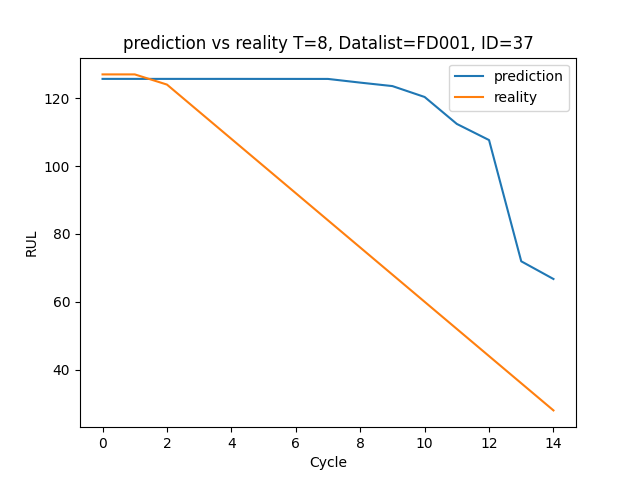 prediction vs reality T=8, Datalist=FD001, ID=37
prediction
reality
120
100
80
60
40
RUL
0 2 4 6 8 10 12 14
Cycle